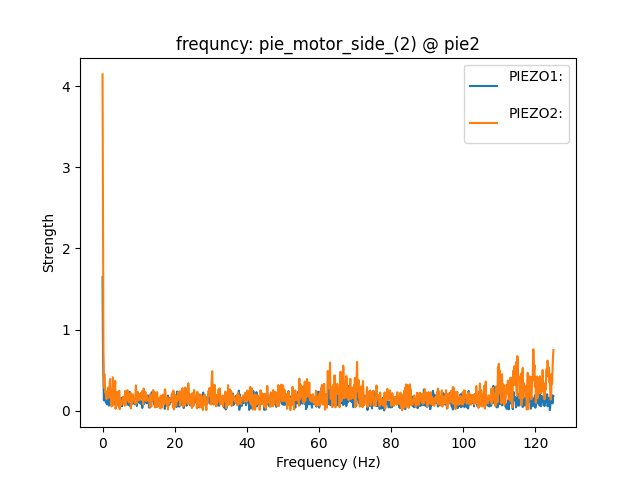 frequncy: pie_motor_side_(2) @ pie2
PIEZO1:
PIEZO2:
Strength
4
3
2
1
0
0 20 40 60 80 100 120
Frequency (Hz)